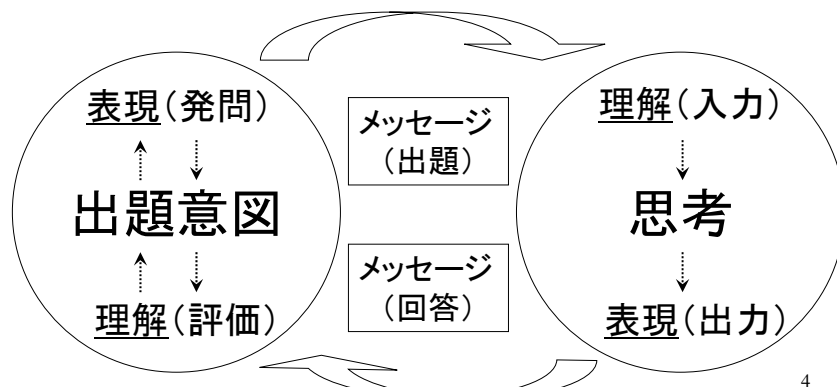 表現(発問)
出題意図
理解(評価)
メッセージ
(出題)
メッセージ
(回答)
理解(入力)
思考
表現(出力)
4